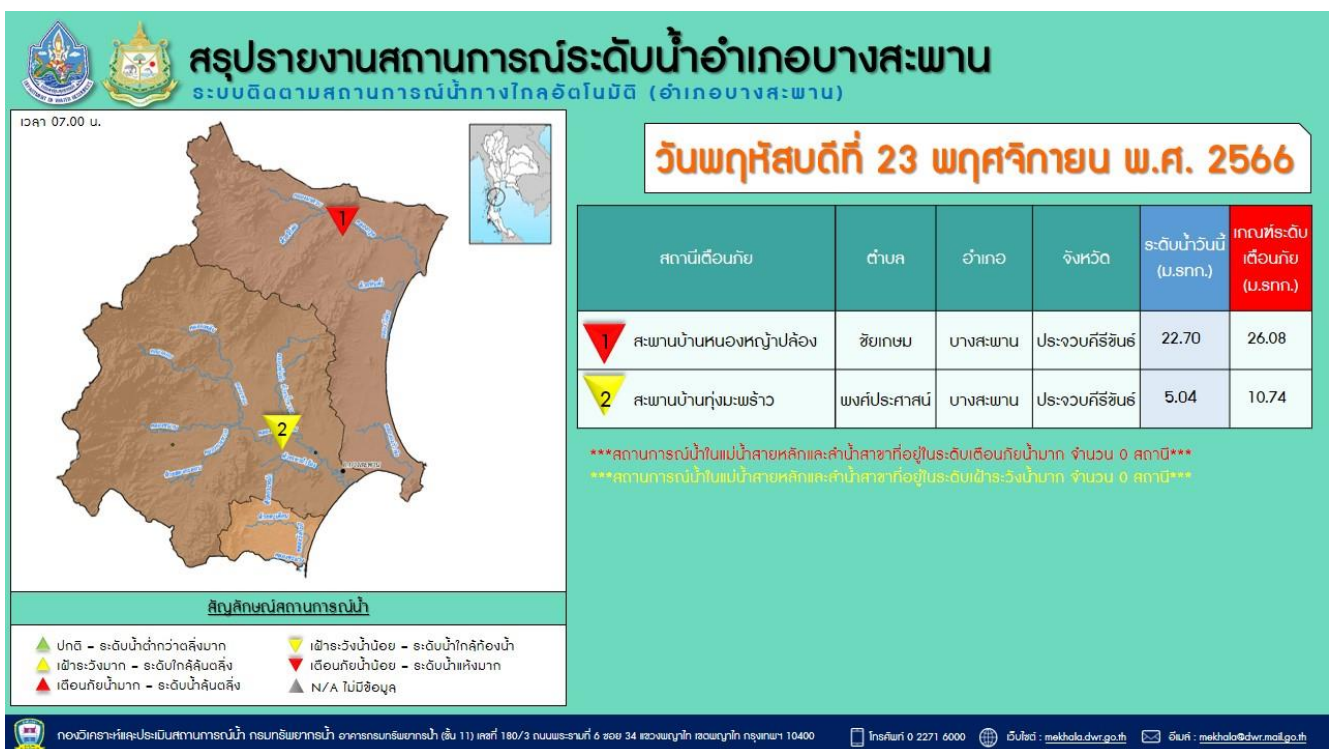 สรุปรายงานสถานการณ์ระดับน้ำอำเภอบางสะพาน
ระบบติดตามสถานการณ์น้ำทางไกลอัตโนมัติ (อำเภอบางสะพาน)
เวลา 07.00 น.
วันพฤหัสบดีที่ 23 พฤศจิกายน พ.ศ. 2566
1
2
สถานีเตือนภัย ตำบล อำเภอ จังหวัด ระดับน้ำวันนี้ (ม.รทก.) เกณฑ์ระดับเตือนภัย (ม.รทก.)
1 สะพานบ้านหนองหญ้าปล้อง ชัยเกษม บางสะพาน ประจวบคีรีขันธ์ 22.70 26.08
2 สะพานบ้านทุ่งมะพร้าว พงศ์ประศาสน์ บางสะพาน ประจวบคีรีขันธ์ 5.04 10.74
***สถานการณ์น้ำในแม่น้ำสายหลักและลำน้ำสาขาที่อยู่ในระดับเตือนภัยน้ำมาก จำนวน 0 สถานี***
***สถานการณ์น้ำในแม่น้ำสายหลักและลำน้ำสาขาที่อยู่ในระดับเฝ้าระวังน้ำมาก จำนวน 0 สถานี***
สัญลักษณ์สถานการณ์น้ำ
ปกติ - ระดับน้ำต่ำกว่าตลิ่งมาก
เฝ้าระวังมาก - ระดับใกล้ล้นตลิ่ง
เตือนภัยน้ำมาก - ระดับน้ำล้นตลิ่ง
เฝ้าระวังน้ำน้อย - ระดับน้ำใกล้ท้องน้ำ
เตือนภัยน้ำน้อย - ระดับน้ำแห้งมาก
N/A ไม่มีข้อมูล
กองวิเคราะห์และประเมินสถานการณ์น้ำ กรมทรัพยากรน้ำ อาคารกรมทรัพยากรน้ำ (ชั้น 11) เลขที่ 180/3 ถนนพระรามที่ 6 ซอย 34 แขวงพญาไท เขตพญาไท กรุงเทพฯ 10400 โทรศัพท์ 0 2271 6000 เว็บไซต์ : mekhala.dwr.go.th อีเมล์ : mekhala@dwr.mail.go.th